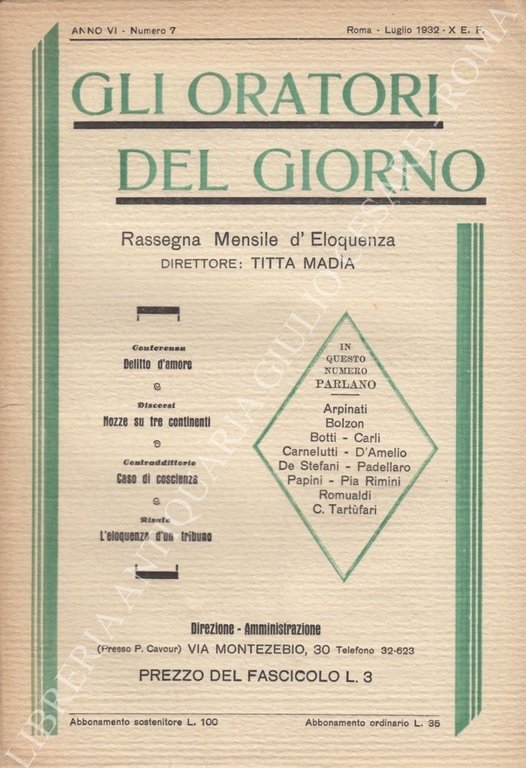 ANNO VI - Numero 7
Roma - Luglio 1932 - X E. F.
GLI ORATORI
DEL GIORNO
Rassegna Mensile d'Eloquenza
DIRETTORE: TITTA MADIA
Conferenza
Delitto d'amore
Discorsi
Nozze su tre continenti
Contraddittorio
Caso di coscienza
Risate
L'eloquenza d'un tribuno
IN
QUESTO
NUMERO
PARLANO
Arpinati
Bolzon
Botti - Carli
Carnelutti - D'Amelio
De Stefani - Padellaro
Papini - Pia Rimini
Romualdi
C. Tartùfari
Direzione - Amministrazione
(Presso P. Cavour) VIA MONTEZEBIO, 30 Telefono 32-623
PREZZO DEL FASCICOLO L. 3
Abbonamento sostenitore L. 100
Abbonamento ordinario L. 35
LIBRERIA ANTIQUARIA GIULIO CESARE - ROMA